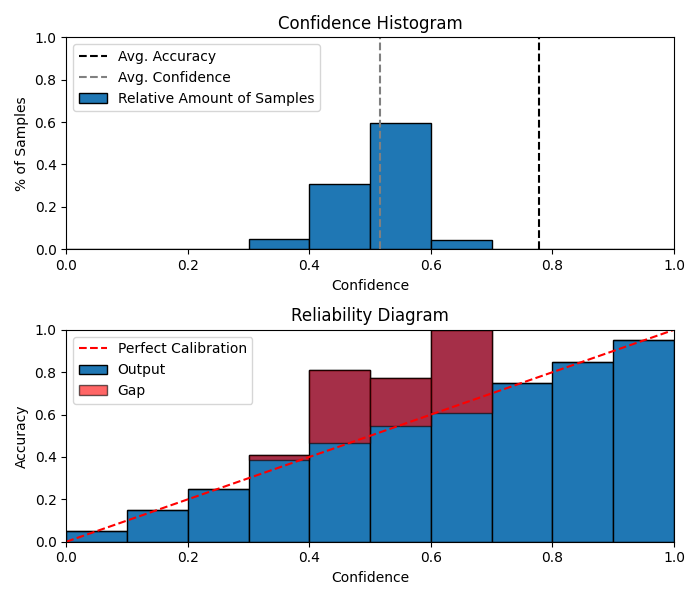 Confidence Histogram
1.0
0.8
0.6
0.4
0.2
0.0
% of Samples
Avg. Accuracy
Avg. Confidence
Relative Amount of Samples
0.0 0.2 0.4 0.6 0.8 1.0
Confidence
Reliability Diagram
1.0
0.8
0.6
0.4
0.2
0.0
Accuracy
Perfect Calibration
Output
Gap
0.0 0.2 0.4 0.6 0.8 1.0
Confidence